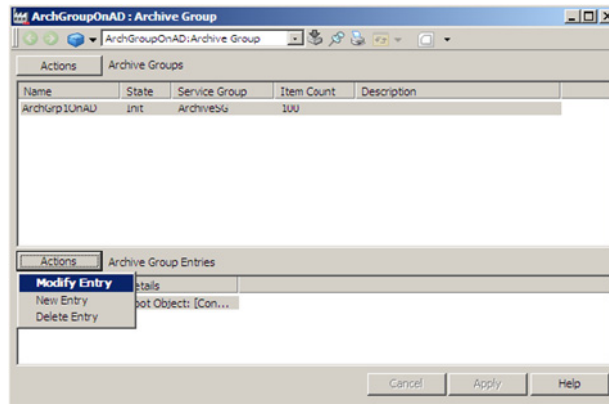 ArchGroupOnAD : Archive Group
ArchGroupOnAD:Archive Group
Actions Archive Groups
Name State Service Group Item Count Description
ArchGrp1OnAD Init ArchiveSG 100
Actions Archive Group Entries
Modify Entry etails
New Entry oot Object: [Con...
Delete Entry
Cancel Apply Help